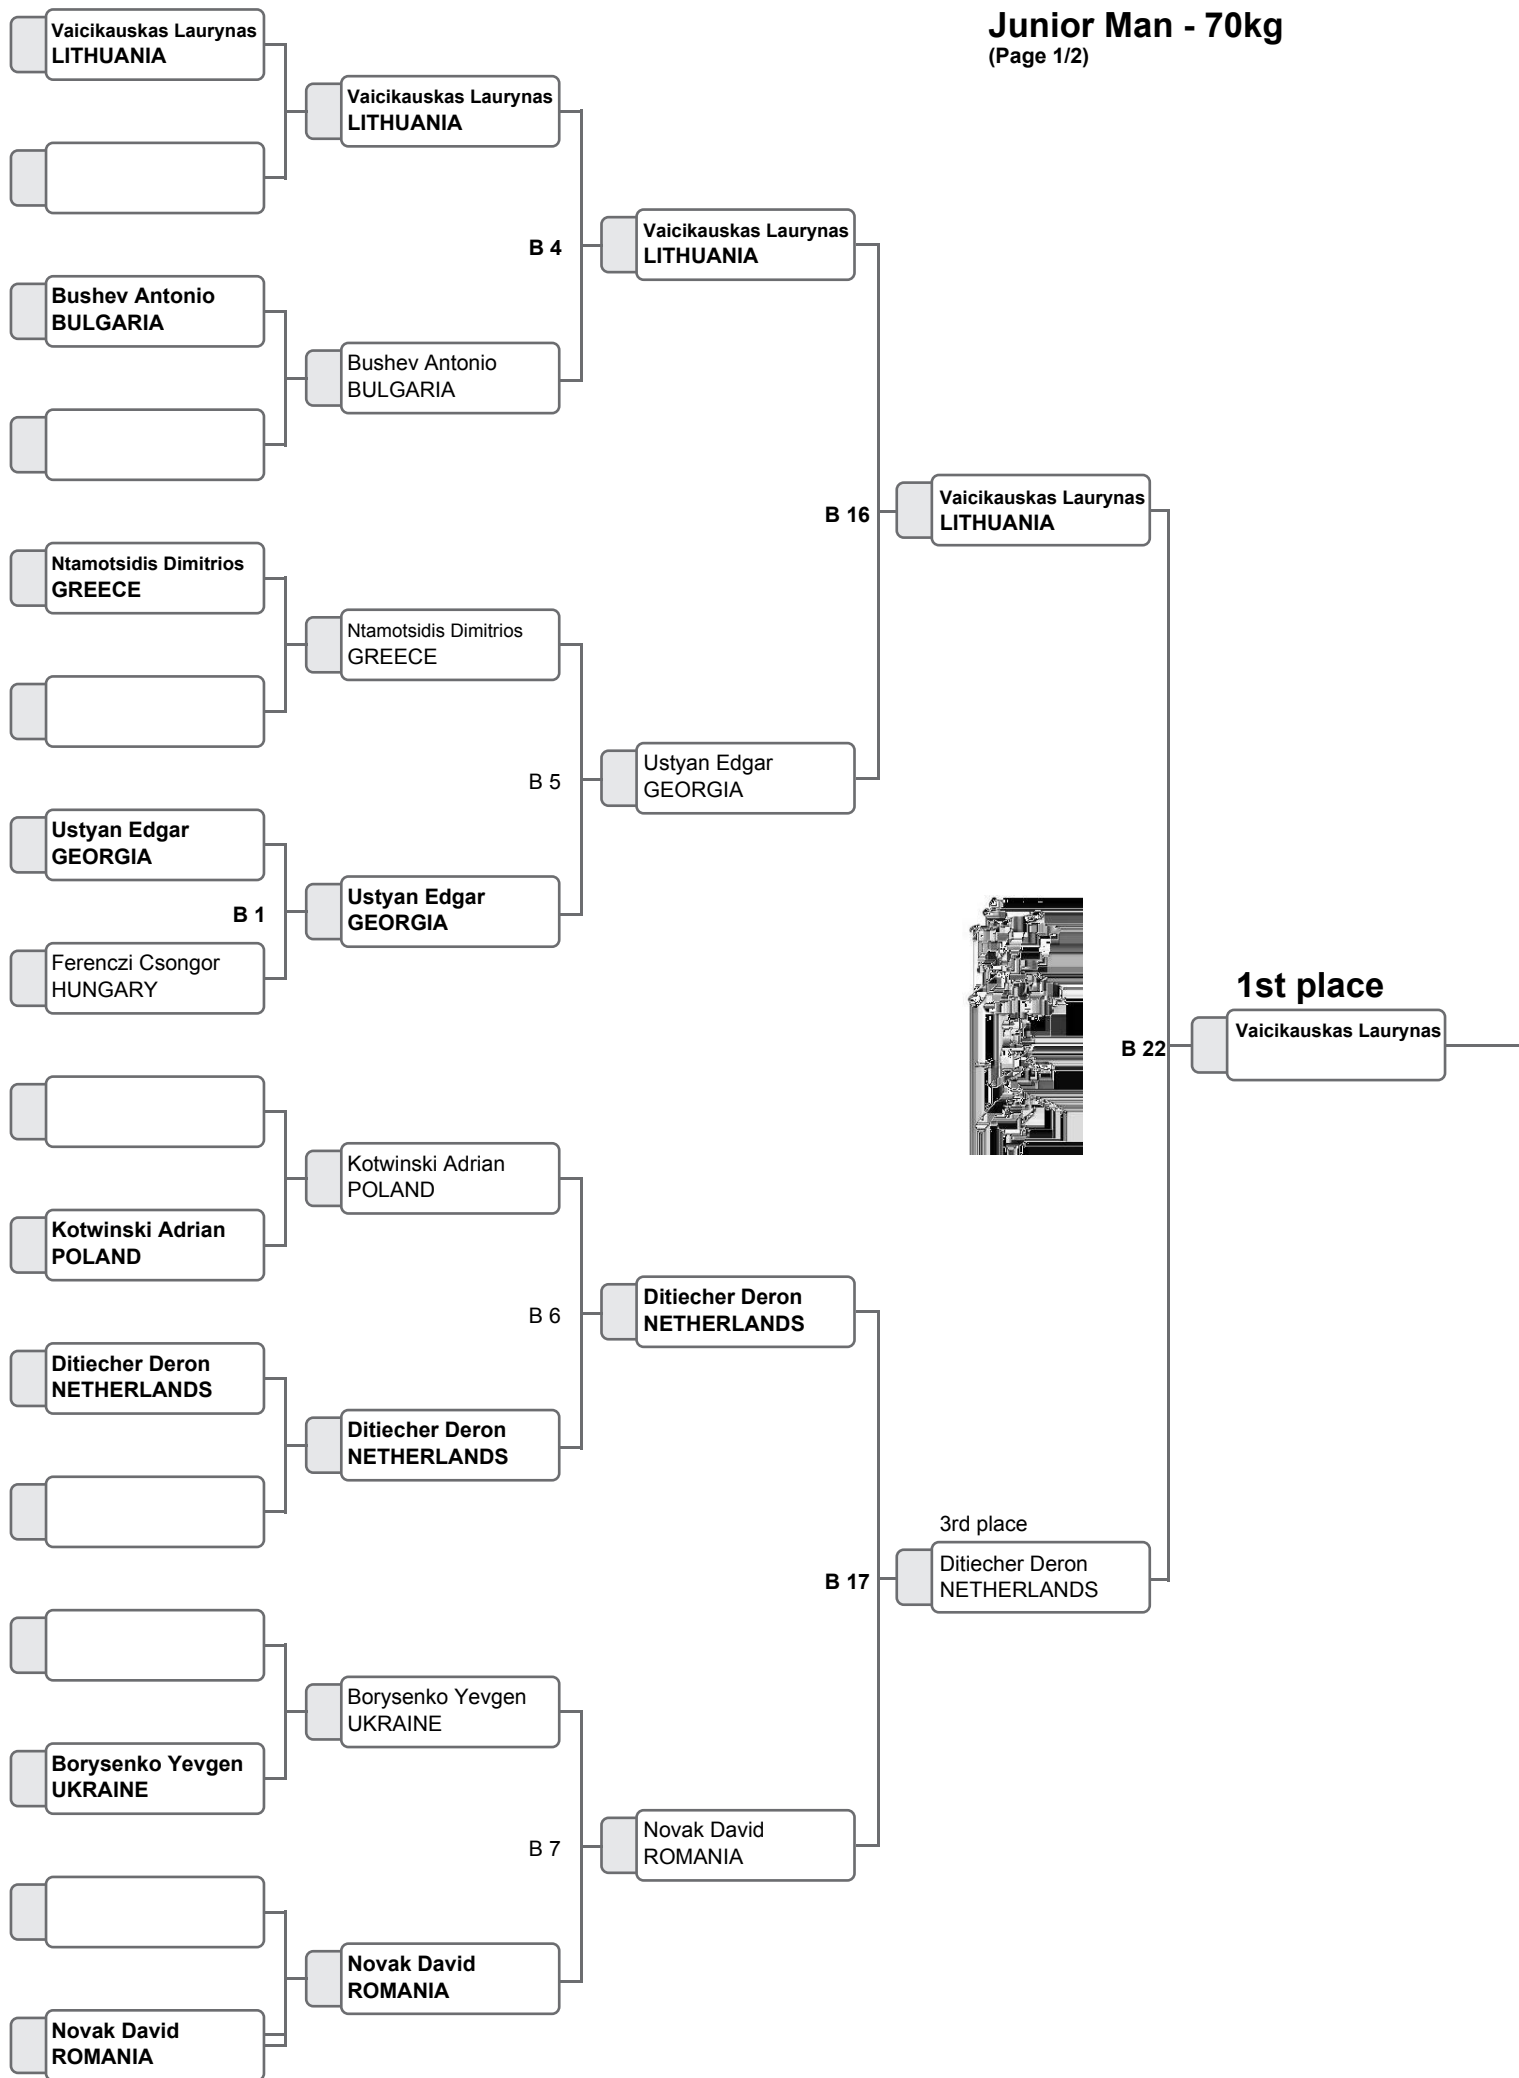 Junior Man - 70kg
(Page 1/2)
Vaicikauskas Laurynas
LITHUANIA
Vaicikauskas Laurynas
LITHUANIA
B 4
Vaicikauskas Laurynas
LITHUANIA
Bushev Antonio
BULGARIA
Bushev Antonio
BULGARIA
B 16
Vaicikauskas Laurynas
LITHUANIA
Ntamotsidis Dimitrios
GREECE
Ntamotsidis Dimitrios
GREECE
B 5
Ustyan Edgar
GEORGIA
Ustyan Edgar
GEORGIA
B 1
Ustyan Edgar
GEORGIA
Ferenczi Csongor
HUNGARY
1st place
B 22
Vaicikauskas Laurynas
Kotwinski Adrian
POLAND
Kotwinski Adrian
POLAND
B 6
Ditiecher Deron
NETHERLANDS
Ditiecher Deron
NETHERLANDS
Ditiecher Deron
NETHERLANDS
3rd place
B 17
Ditiecher Deron
NETHERLANDS
Borysenko Yevgen
UKRAINE
Borysenko Yevgen
UKRAINE
B 7
Novak David
ROMANIA
Novak David
ROMANIA
Novak David
ROMANIA